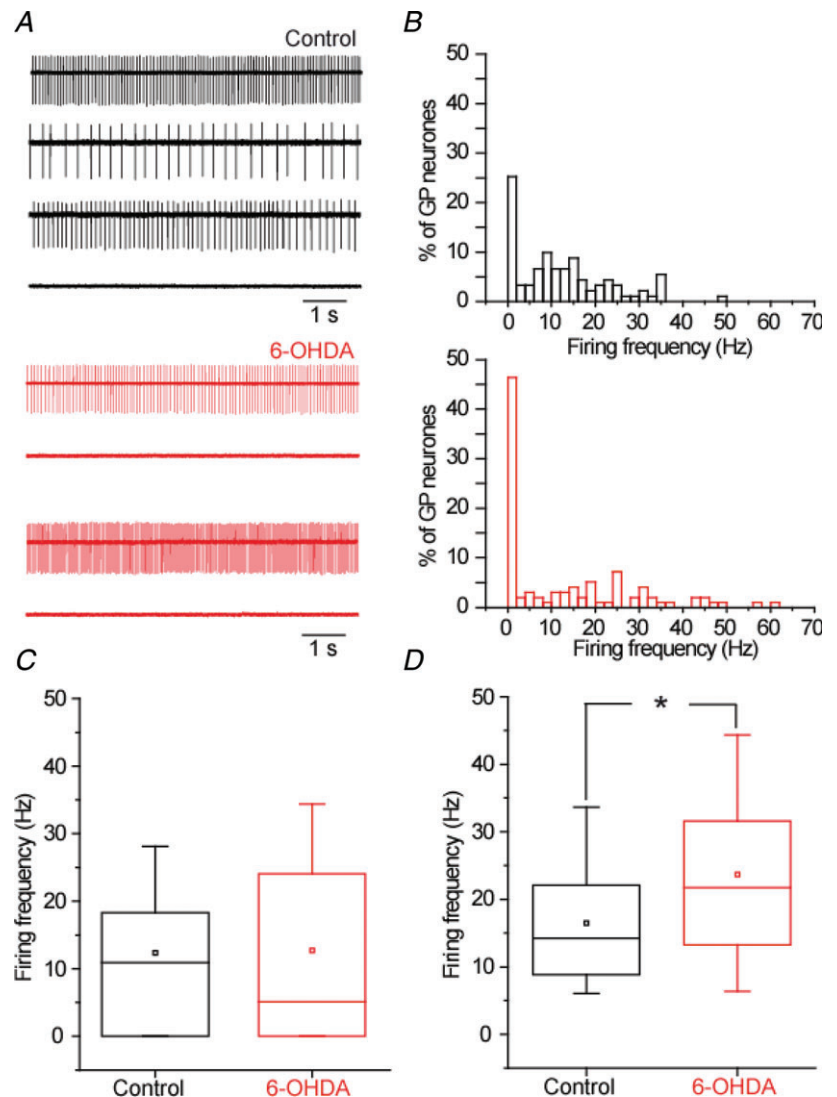 A
Control
1 s
6-OHDA
1 s
B
50
40
30
20
10
0
% of GP neurones
0 10 20 30 40 50 60 70
Firing frequency (Hz)
50
40
30
20
10
0
% of GP neurones
0 10 20 30 40 50 60 70
Firing frequency (Hz)
C
50
40
30
20
10
0
Firing frequency (Hz)
Control 6-OHDA
D
50
40
30
20
10
0
Firing frequency (Hz)
*
Control 6-OHDA